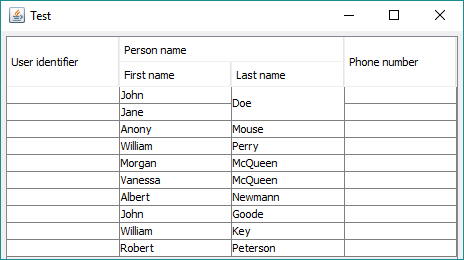 Test
User identifier Person name Phone number
First name Last name
John Doe
Jane
Anony Mouse
William Perry
Morgan McQueen
Vanessa McQueen
Albert Newmann
John Goode
William Key
Robert Peterson